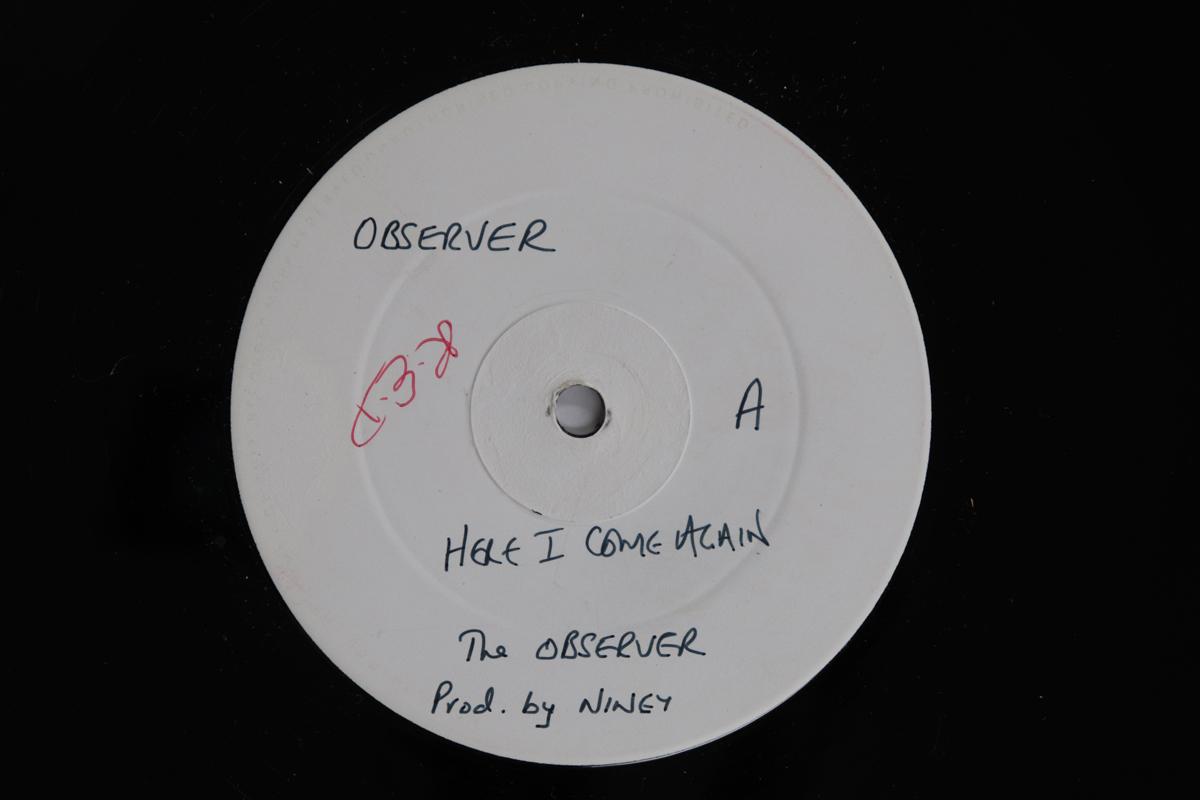 OBSERVER
A
HERE I COME AGAIN
The OBSERVER
Prod. by NINEY